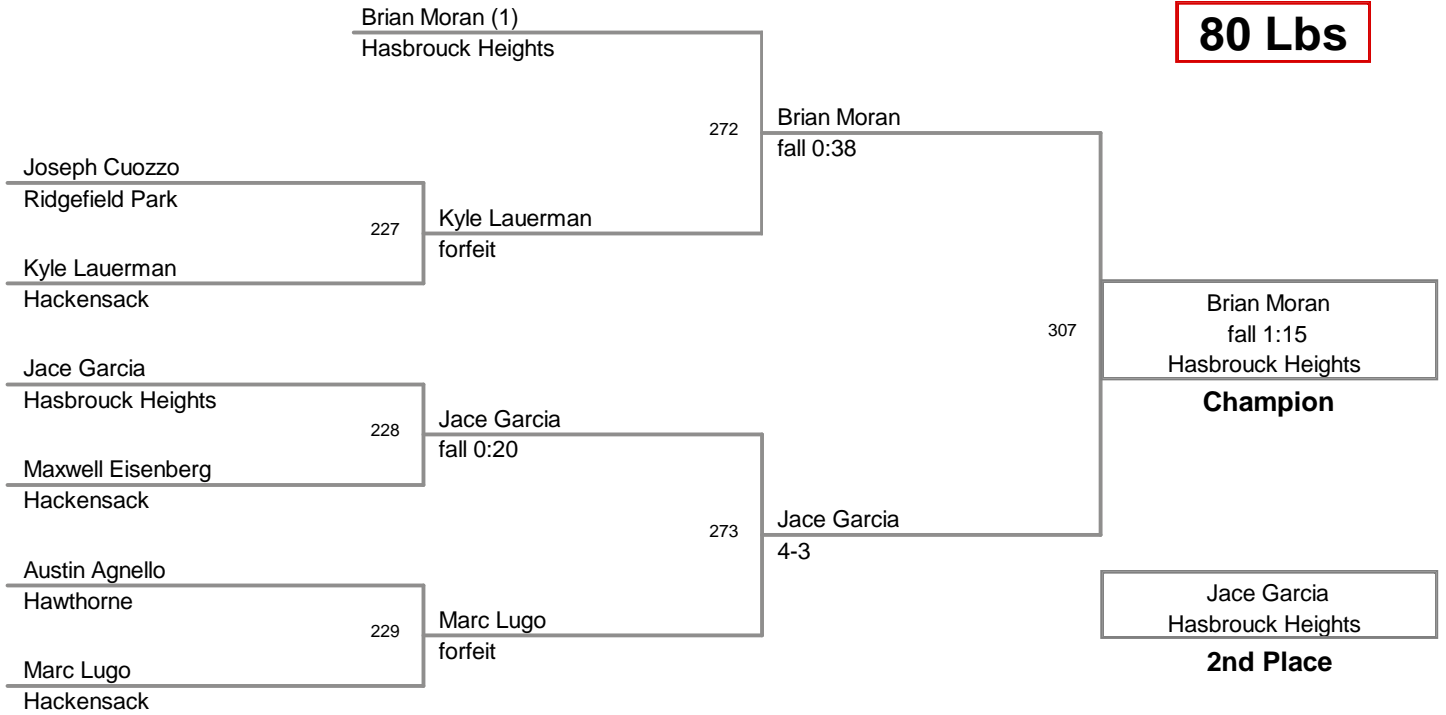 Brian Moran (1)
Hasbrouck Heights
80 Lbs
272
Brian Moran
fall 0:38
Joseph Cuozzo
Ridgefield Park
227
Kyle Lauerman
forfeit
Kyle Lauerman
Hackensack
307
Brian Moran
fall 1:15
Hasbrouck Heights
Champion
Jace Garcia
Hasbrouck Heights
228
Jace Garcia
fall 0:20
Maxwell Eisenberg
Hackensack
273
Jace Garcia
4-3
Austin Agnello
Hawthorne
229
Marc Lugo
forfeit
Marc Lugo
Hackensack
Jace Garcia
Hasbrouck Heights
2nd Place